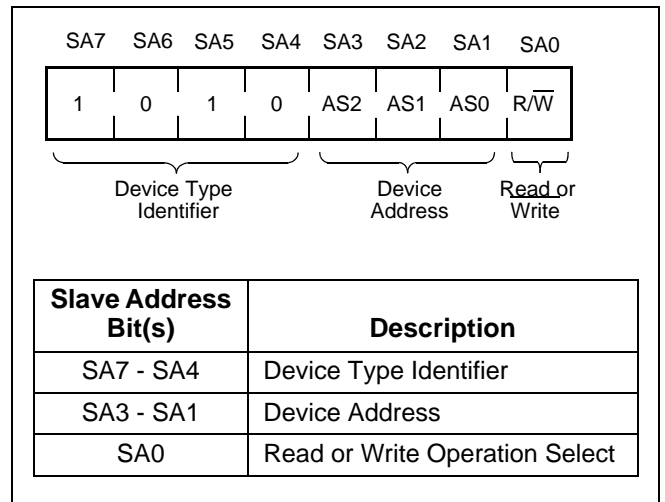 SA7 SA6 SA5 SA4 SA3 SA2 SA1 SA0
1 0 1 0 AS2 AS1 AS0 R/W̅
Device Type Identifier
Device Address
Read or Write
Slave Address Bit(s) Description
SA7 - SA4 Device Type Identifier
SA3 - SA1 Device Address
SA0 Read or Write Operation Select